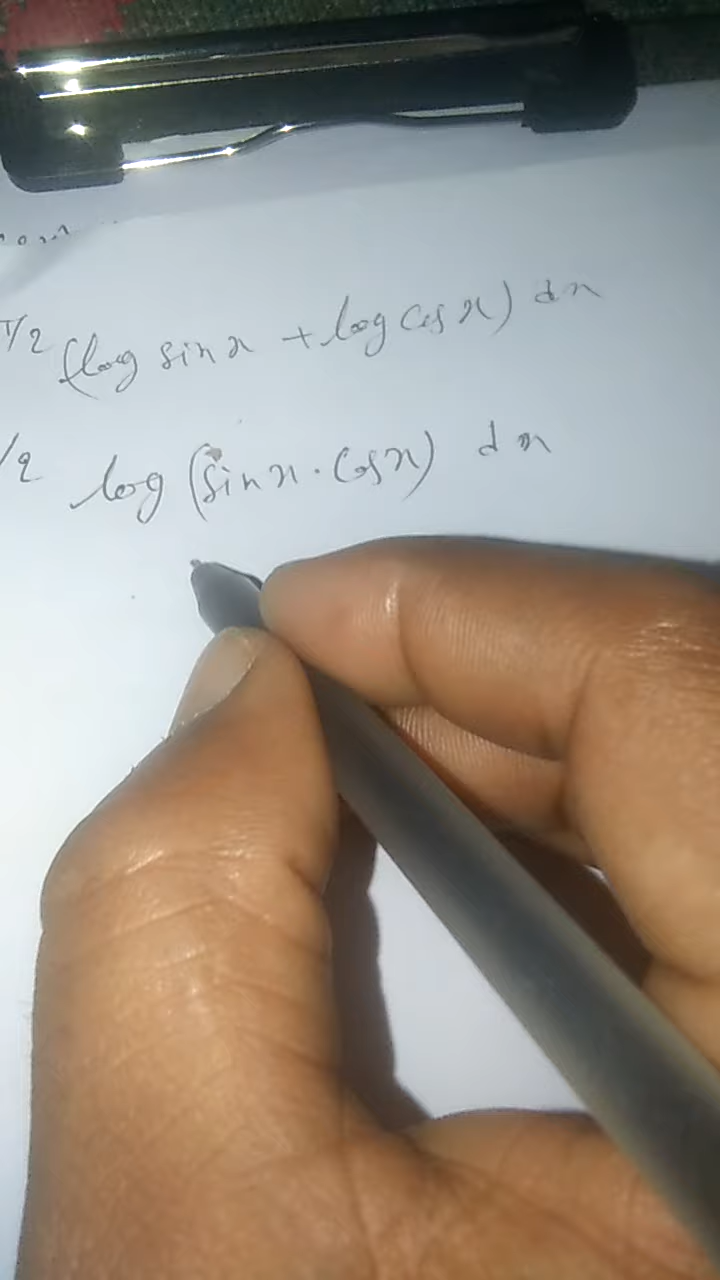 π/2 (log sin x + log cos x) dx
/2 log (sin x . cos x) dx